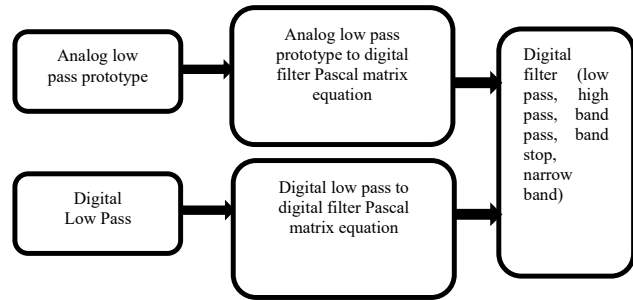 Analog low
pass prototype
Analog low pass
prototype to digital
filter Pascal matrix
equation
Digital
Low Pass
Digital low pass to
digital filter Pascal
matrix equation
Digital
filter (low
pass, high
pass, band
pass, band
stop,
narrow
band)